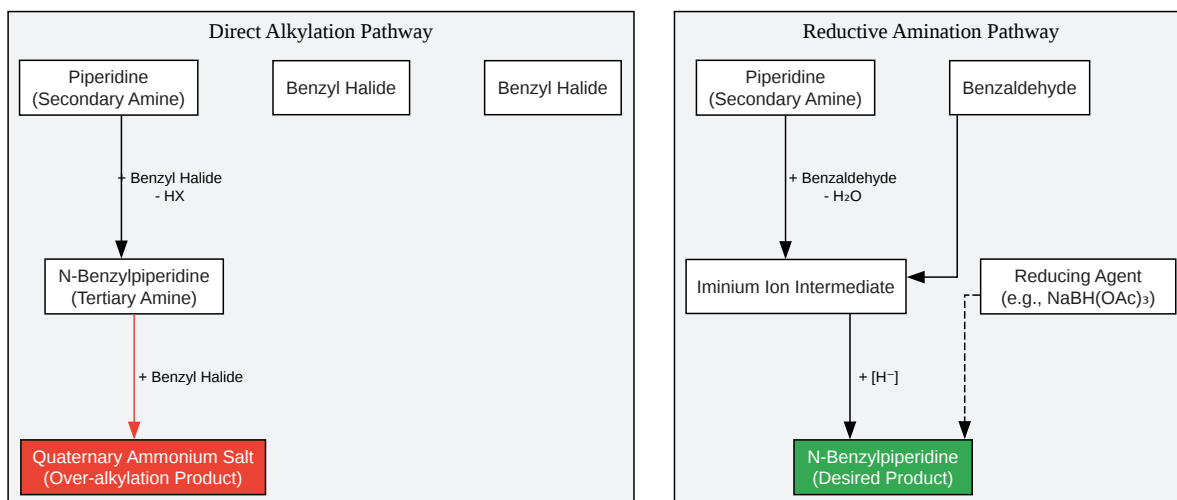 Direct Alkylation Pathway
Piperidine
(Secondary Amine)
Benzyl Halide
Benzyl Halide
+ Benzyl Halide
- HX
N-Benzylpiperidine
(Tertiary Amine)
+ Benzyl Halide
Quaternary Ammonium Salt
(Over-alkylation Product)
Reductive Amination Pathway
Piperidine
(Secondary Amine)
Benzaldehyde
+ Benzaldehyde
- H₂O
Iminium Ion Intermediate
Reducing Agent
(e.g., NaBH(OAc)₃)
+ [H⁻]
N-Benzylpiperidine
(Desired Product)